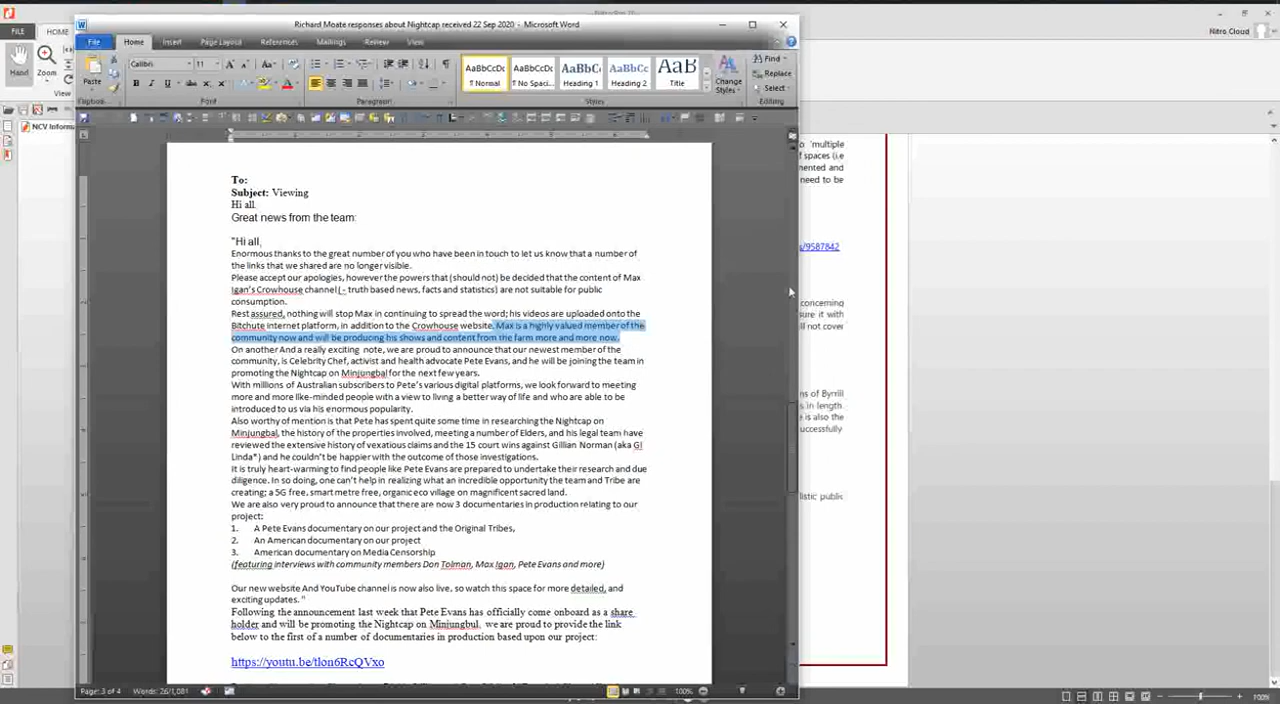 Richard Moate responses about Nightcap received 22 Sep 2020 - Microsoft Word
Nitro Cloud
FILE
HOME
File
Home
Insert
Page Layout
References
Mailings
Review
View
Hand
Zoom
View
Paste
Clipboard
Calibri
11
Font
Paragraph
AaBbCcDc
¶ Normal
AaBbCcDc
¶ No Spaci...
AaBbCc
Heading 1
AaBbCc
Heading 2
AaB
Title
Styles
Change
Styles
Find
Replace
Select
Editing
NCV Informa
To:
Subject: Viewing
Hi all.
Great news from the team:
"Hi all,
Enormous thanks to the great number of you who have been in touch to let us know that a number of
the links that we shared are no longer visible.
Please accept our apologies, however the powers that (should not) be decided that the content of Max
Igan's Crowhouse channel (- truth based news, facts and statistics) are not suitable for public
consumption.
Rest assured, nothing will stop Max in continuing to spread the word; his videos are uploaded onto the
Bitchute Internet platform, in addition to the Crowhouse website. Max is a highly valued member of the
community now and will be producing his shows and content from the farm more and more now.
On another And a really exciting note, we are proud to announce that our newest member of the
community, is Celebrity Chef, activist and health advocate Pete Evans, and he will be joining the team in
promoting the Nightcap on Minjungbal for the next few years.
With millions of Australian subscribers to Pete's various digital platforms, we look forward to meeting
more and more like-minded people with a view to living a better way of life and who are able to be
introduced to us via his enormous popularity.
Also worthy of mention is that Pete has spent quite some time in researching the Nightcap on
Minjungbal, the history of the properties involved, meeting a number of Elders, and his legal team have
reviewed the extensive history of vexatious claims and the 15 court wins against Gillian Norman (aka GI
Linda*) and he couldn't be happier with the outcome of those investigations.
It is truly heart-warming to find people like Pete Evans are prepared to undertake their research and due
diligence. In so doing, one can't help in realizing what an incredible opportunity the team and Tribe are
creating; a 5G free, smart metre free, organic eco village on magnificent sacred land.
We are also very proud to announce that there are now 3 documentaries in production relating to our
project:
1. A Pete Evans documentary on our project and the Original Tribes,
2. An American documentary on our project
3. American documentary on Media Censorship
(featuring interviews with community members Don Tolman, Max Igan, Pete Evans and more)
Our new website And YouTube channel is now also live, so watch this space for more detailed, and
exciting updates. "
Following the announcement last week that Pete Evans has officially come onboard as a share
holder and will be promoting the Nightcap on Minjungbul, we are proud to provide the link
below to the first of a number of documentaries in production based upon our project:
https://youtu.be/tlon6RcQVxo
Page: 3 of 4
Words: 26/1,081
100%
'multiple
f spaces (i.e
mented and
need to be
/9587842
concerning
sure it with
ll not cover
ns of Byrrill
s in length.
e is also the
successfully
listic public
100%